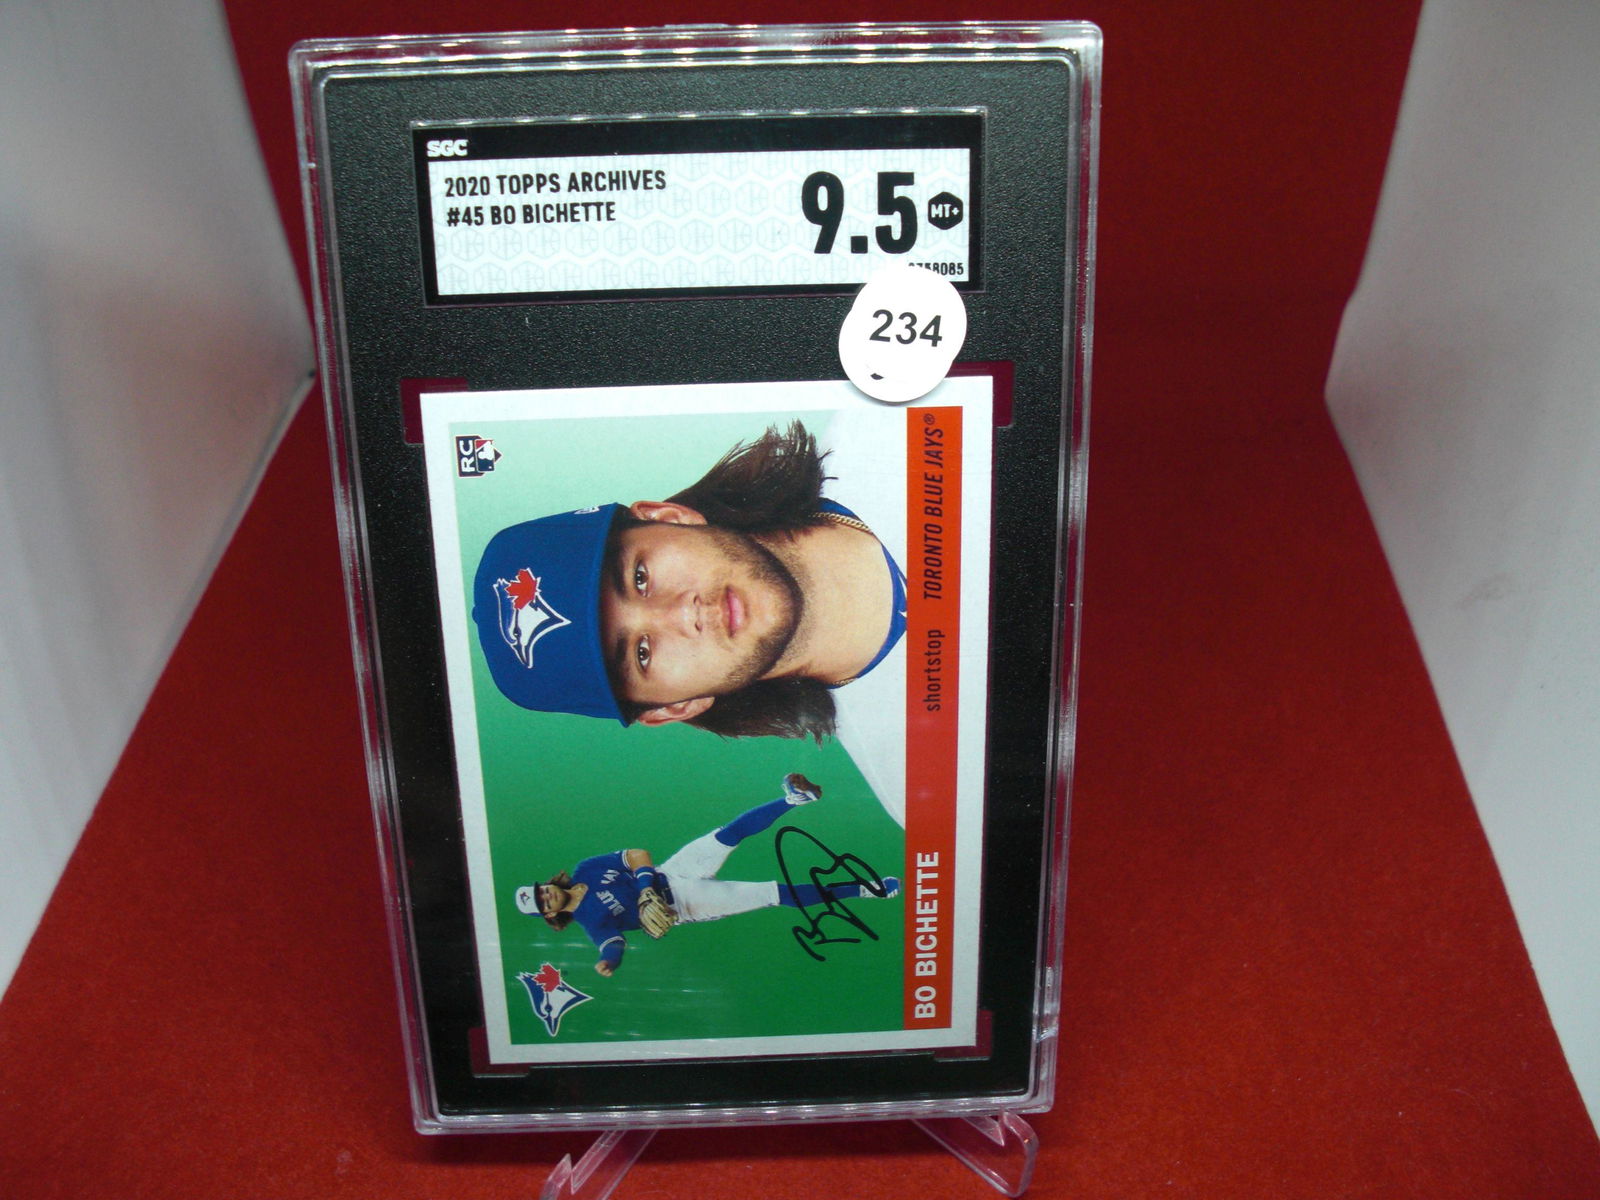 SGC
2020 TOPPS ARCHIVES
#45 BO BICHETTE
9.5
MT+
234
RC
BO BICHETTE
shortstop TORONTO BLUE JAYS®